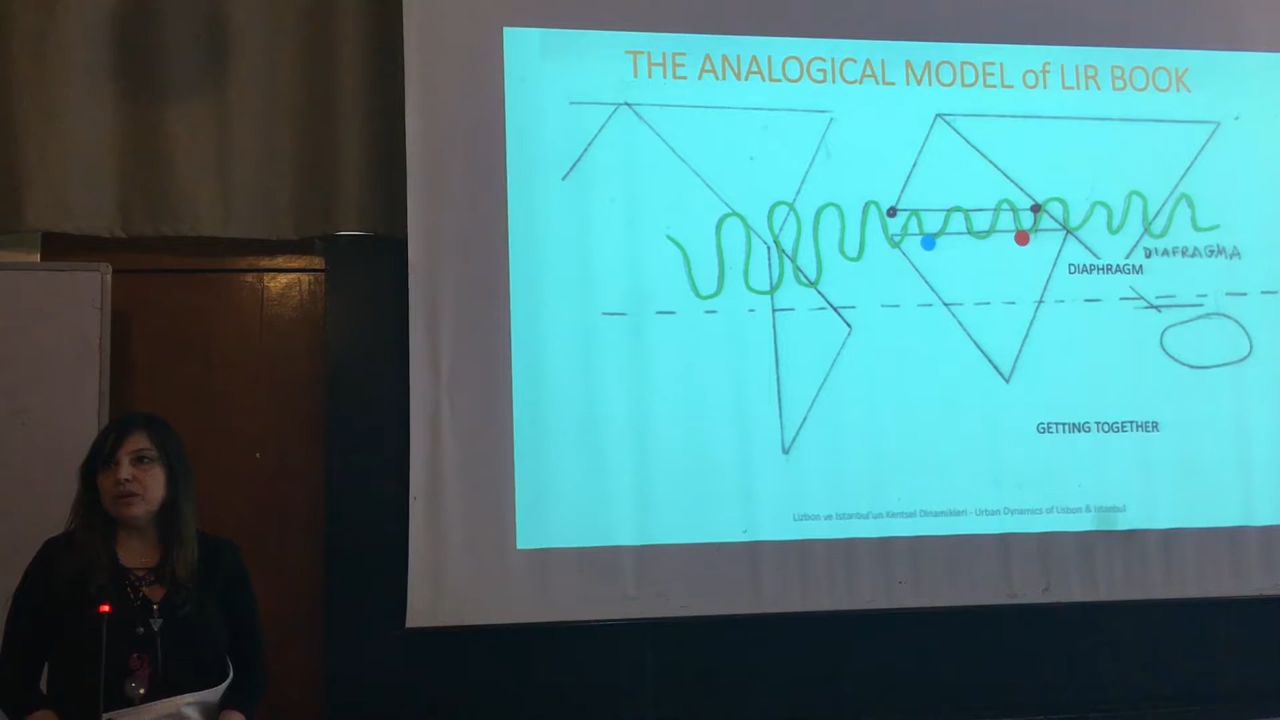 THE ANALOGICAL MODEL of LIR BOOK
DIAFRAGMA
DIAPHRAGM
GETTING TOGETHER
Lizbon ve Istanbul'un Kentsel Dinamikleri - Urban Dynamics of Lisbon & Istanbul